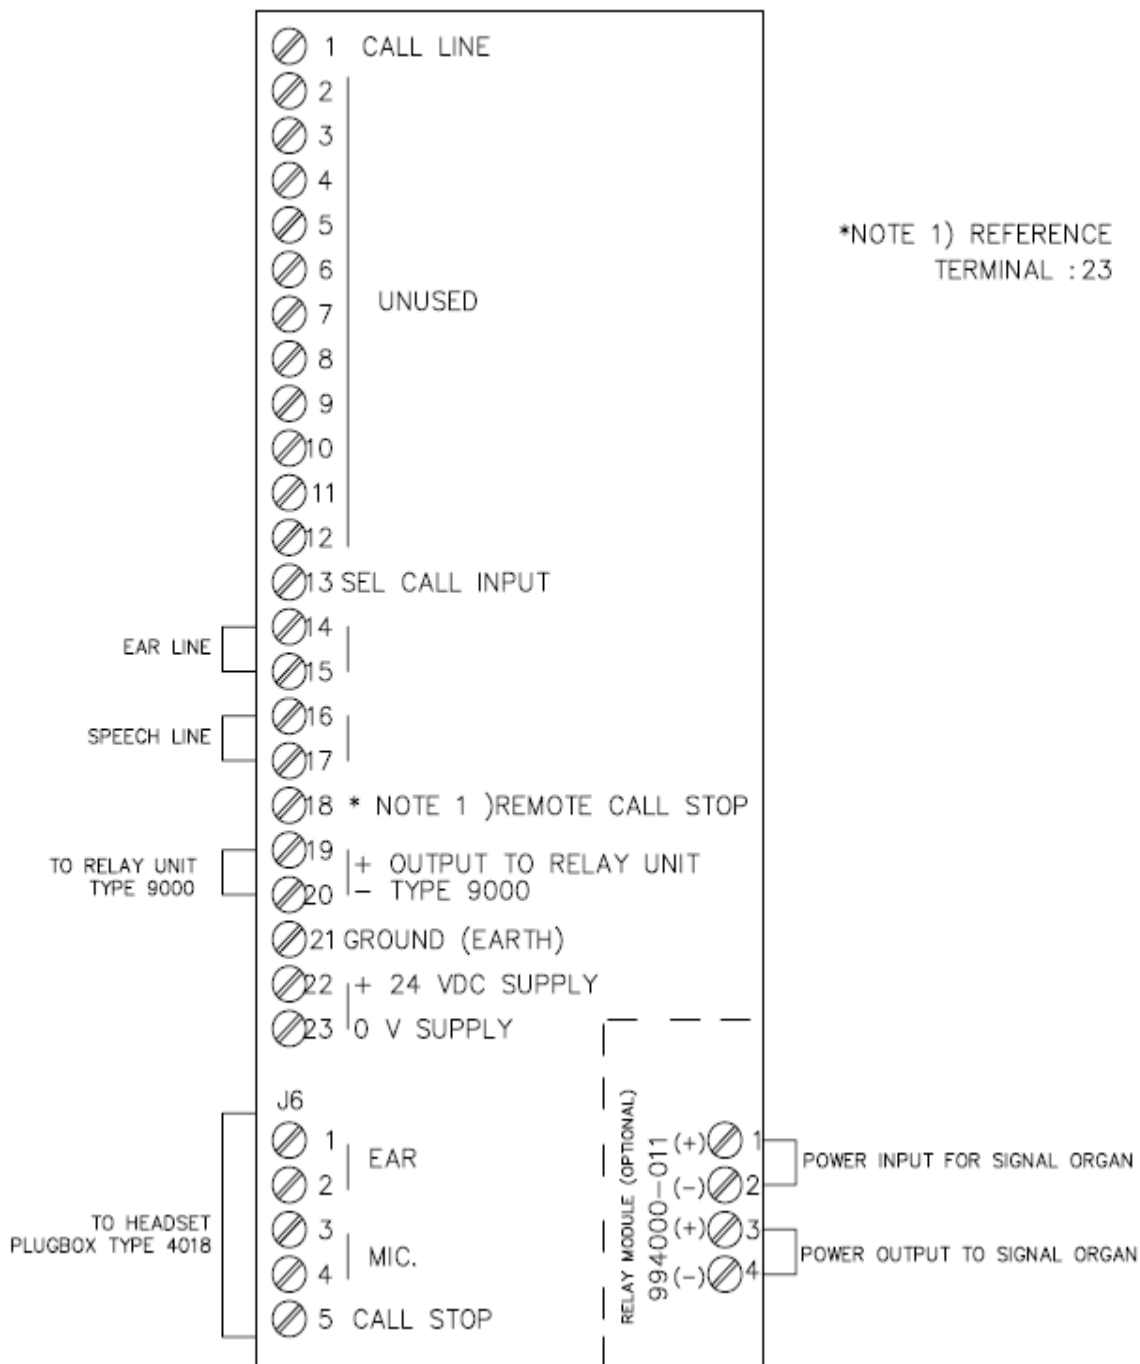 1 CALL LINE
2
3
4
5
6
UNUSED
7
8
9
10
11
12
13 SEL CALL INPUT
14
EAR LINE
15
16
SPEECH LINE
17
18 * NOTE 1 )REMOTE CALL STOP
19 + OUTPUT TO RELAY UNIT
20 - TYPE 9000
TO RELAY UNIT
TYPE 9000
21 GROUND (EARTH)
22 + 24 VDC SUPPLY
23 0 V SUPPLY
*NOTE 1) REFERENCE
TERMINAL :23
J6
1
EAR
2
3
MIC.
4
5 CALL STOP
TO HEADSET
PLUGBOX TYPE 4018
RELAY MODULE (OPTIONAL)
994000-011
(+) 1
POWER INPUT FOR SIGNAL ORGAN
(-) 2
(+) 3
POWER OUTPUT TO SIGNAL ORGAN
(-) 4